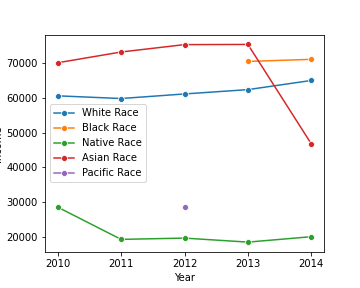 70000
60000
50000
40000
30000
20000
White Race
Black Race
Native Race
Asian Race
Pacific Race
2010 2011 2012 2013 2014
Year